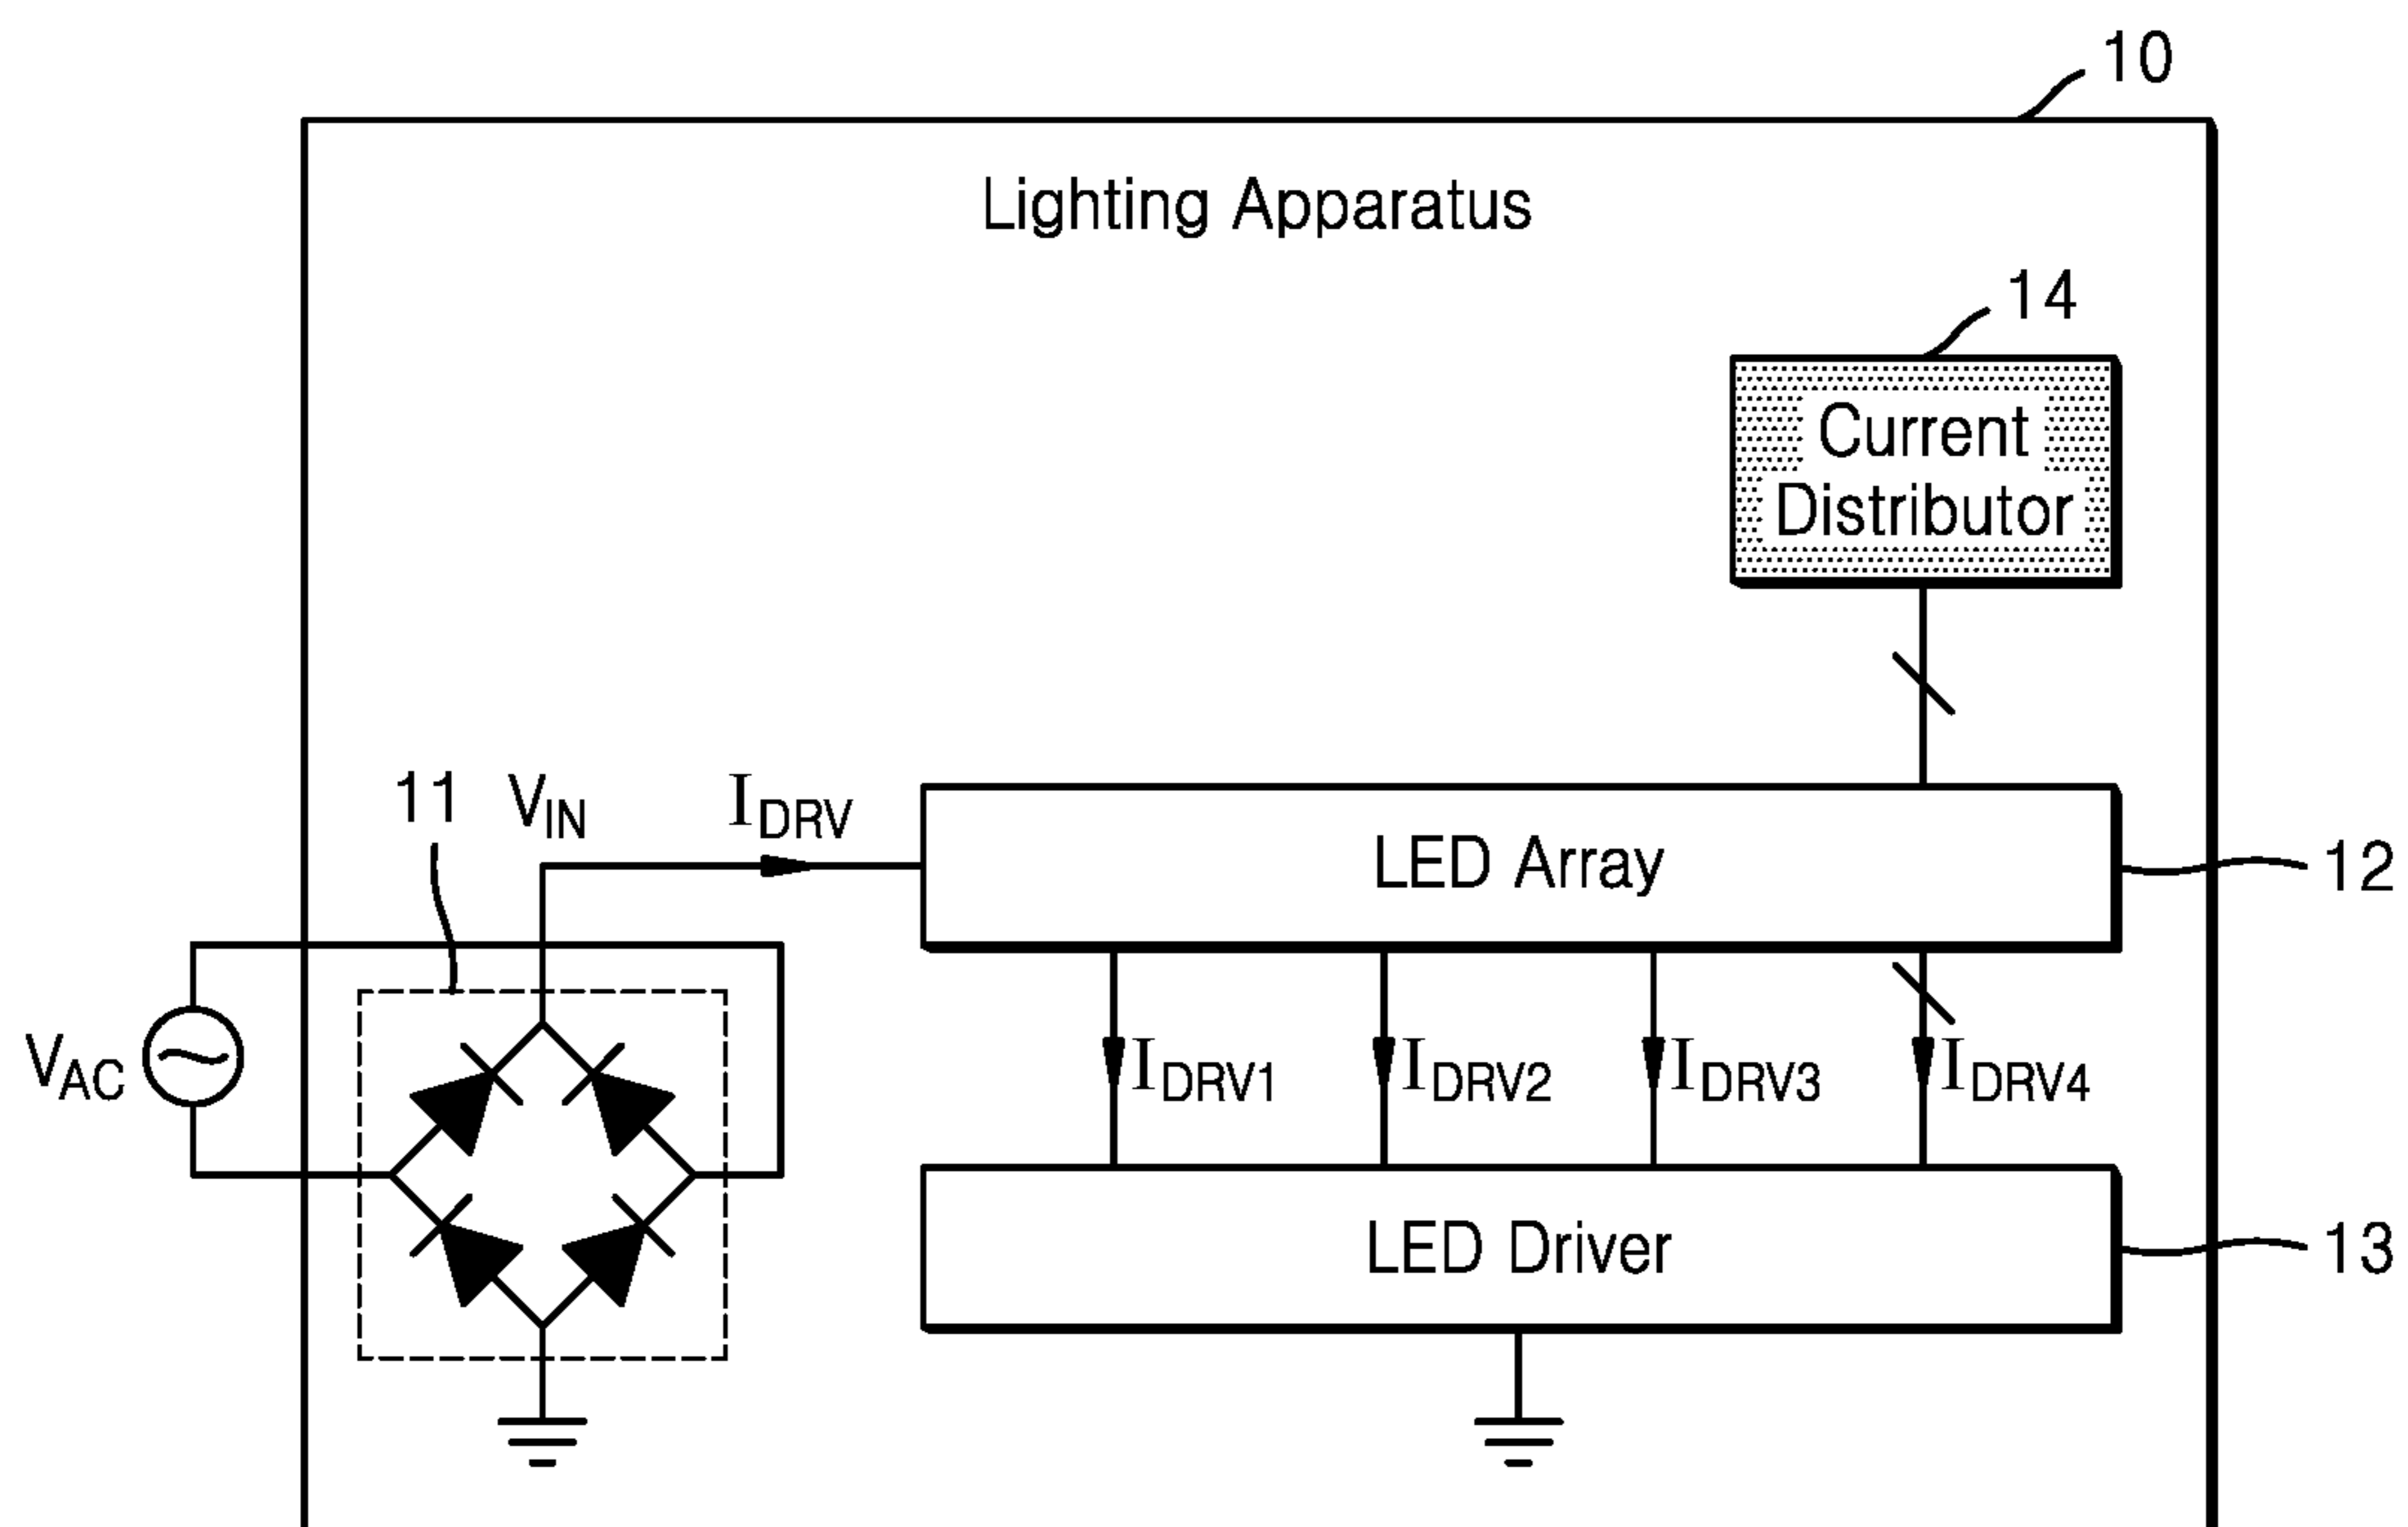 10
Lighting Apparatus
14
Current
Distributor
11
VIN
IDRV
LED Array
12
VAC
IDRV1
IDRV2
IDRV3
IDRV4
LED Driver
13